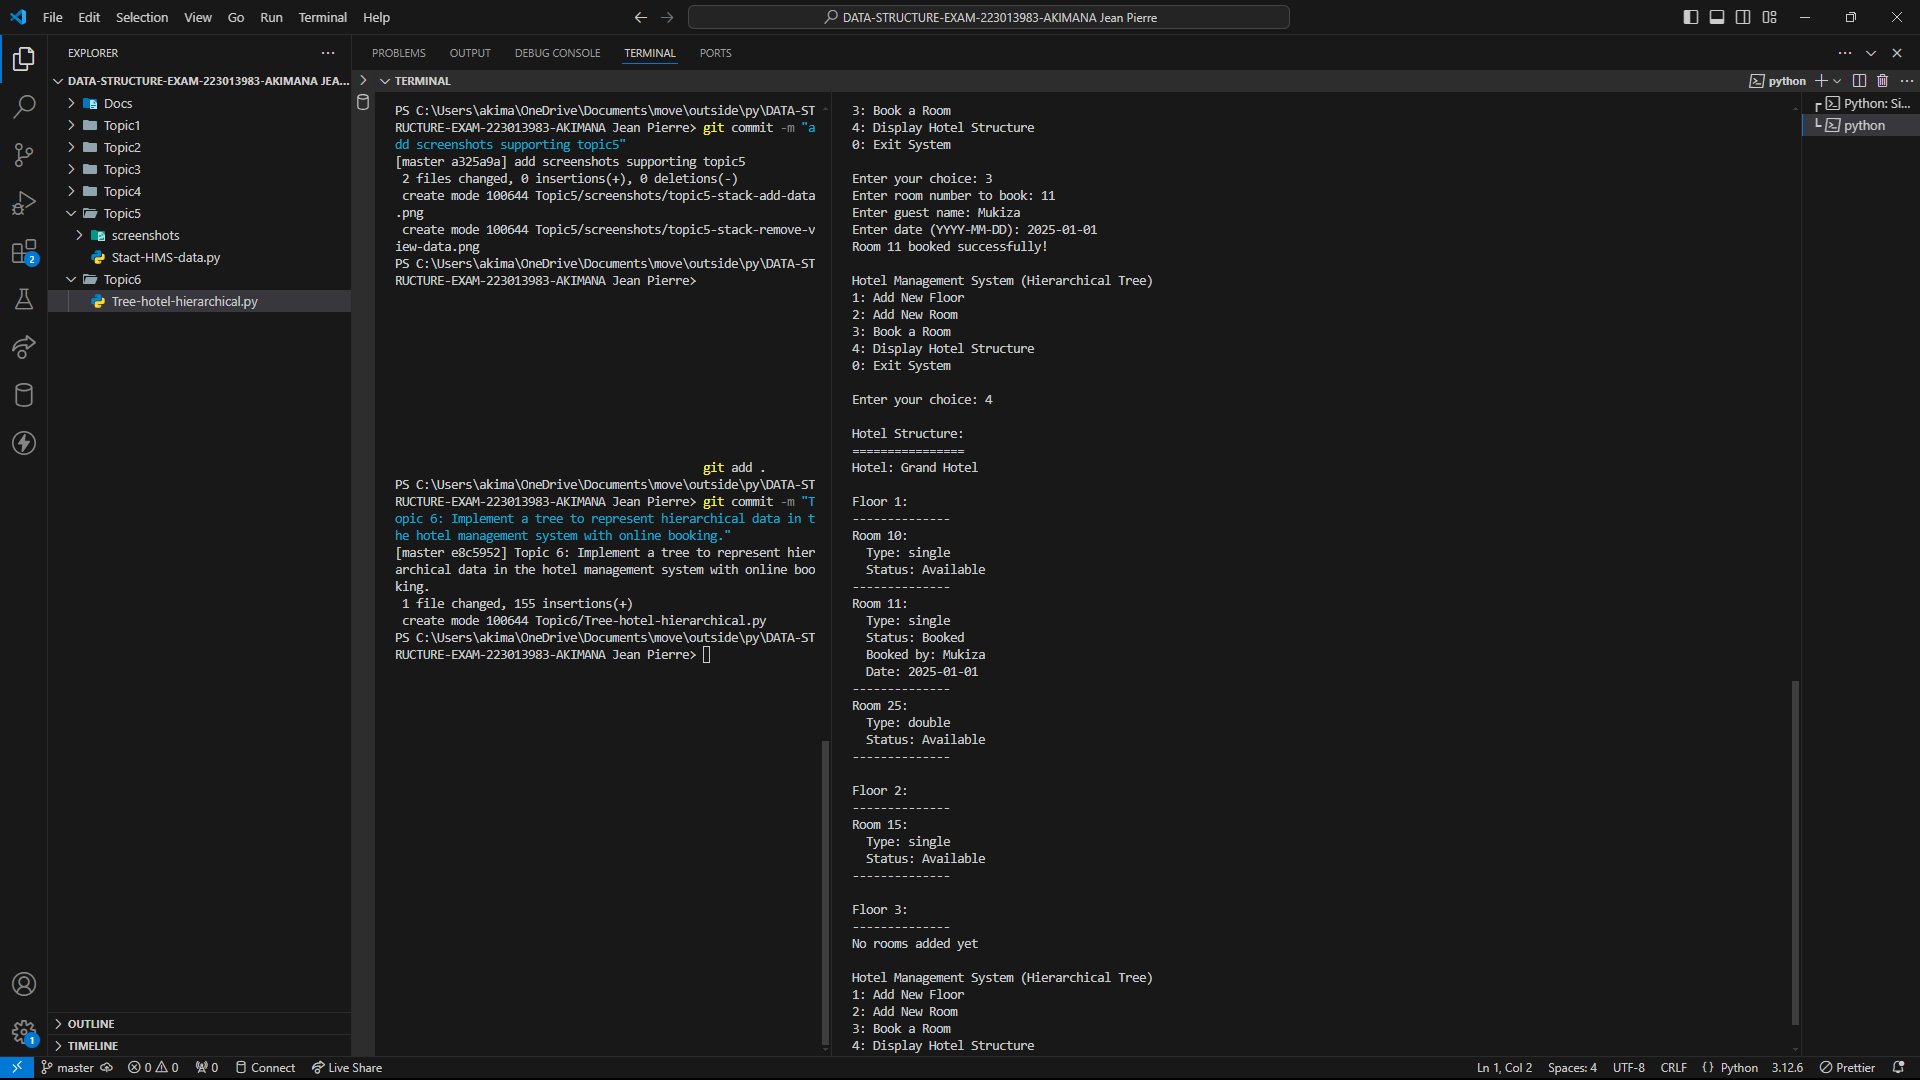 File Edit Selection View Go Run Terminal Help
DATA-STRUCTURE-EXAM-223013983-AKIMANA Jean Pierre
EXPLORER
DATA-STRUCTURE-EXAM-223013983-AKIMANA JEA...
Docs
Topic1
Topic2
Topic3
Topic4
Topic5
screenshots
Stact-HMS-data.py
Topic6
Tree-hotel-hierarchical.py
OUTLINE
TIMELINE
2
1
PROBLEMS OUTPUT DEBUG CONSOLE TERMINAL PORTS
TERMINAL
python
PS C:\Users\akima\OneDrive\Documents\move\outside\py\DATA-ST
RUCTURE-EXAM-223013983-AKIMANA Jean Pierre> git commit -m "a
dd screenshots supporting topic5"
[master a325a9a] add screenshots supporting topic5
2 files changed, 0 insertions(+), 0 deletions(-)
create mode 100644 Topic5/screenshots/topic5-stack-add-data
.png
create mode 100644 Topic5/screenshots/topic5-stack-remove-v
iew-data.png
PS C:\Users\akima\OneDrive\Documents\move\outside\py\DATA-ST
RUCTURE-EXAM-223013983-AKIMANA Jean Pierre>
git add .
PS C:\Users\akima\OneDrive\Documents\move\outside\py\DATA-ST
RUCTURE-EXAM-223013983-AKIMANA Jean Pierre> git commit -m "T
opic 6: Implement a tree to represent hierarchical data in t
he hotel management system with online booking."
[master e8c5952] Topic 6: Implement a tree to represent hier
archical data in the hotel management system with online boo
king.
1 file changed, 155 insertions(+)
create mode 100644 Topic6/Tree-hotel-hierarchical.py
PS C:\Users\akima\OneDrive\Documents\move\outside\py\DATA-ST
RUCTURE-EXAM-223013983-AKIMANA Jean Pierre>
3: Book a Room
4: Display Hotel Structure
0: Exit System
Enter your choice: 3
Enter room number to book: 11
Enter guest name: Mukiza
Enter date (YYYY-MM-DD): 2025-01-01
Room 11 booked successfully!
Hotel Management System (Hierarchical Tree)
1: Add New Floor
2: Add New Room
3: Book a Room
4: Display Hotel Structure
0: Exit System
Enter your choice: 4
Hotel Structure:
================
Hotel: Grand Hotel
Floor 1:
--------------
Room 10:
Type: single
Status: Available
--------------
Room 11:
Type: single
Status: Booked
Booked by: Mukiza
Date: 2025-01-01
--------------
Room 25:
Type: double
Status: Available
--------------
Floor 2:
--------------
Room 15:
Type: single
Status: Available
--------------
Floor 3:
--------------
No rooms added yet
Hotel Management System (Hierarchical Tree)
1: Add New Floor
2: Add New Room
3: Book a Room
4: Display Hotel Structure
Python: Si...
python
master 0 0 0 Connect Live Share Ln 1, Col 2 Spaces: 4 UTF-8 CRLF {} Python 3.12.6 Prettier